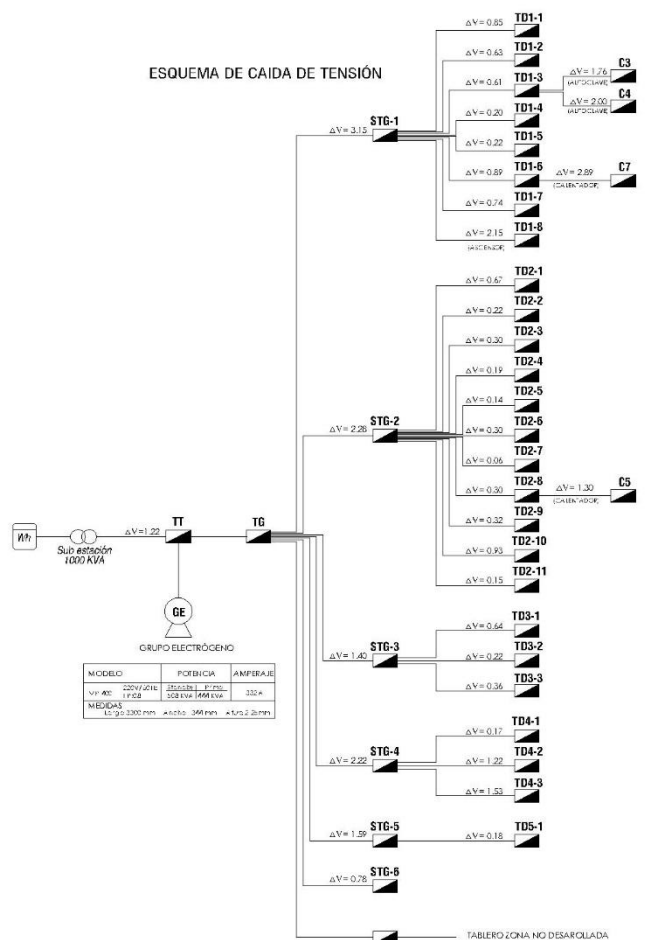 ESQUEMA DE CAIDA DE TENSIÓN
ΔV= 0.85 TD1-1
ΔV= 0.63 TD1-2
ΔV= 0.61 TD1-3
ΔV= 1.76 C3
(AUTOCLAVE)
ΔV= 2.00 C4
(AUTOCLAVE)
ΔV= 0.20 TD1-4
ΔV= 3.15 STG-1
ΔV= 0.22 TD1-5
ΔV= 0.89 TD1-6
ΔV= 2.89 C7
(CALENTADOR)
ΔV= 0.74 TD1-7
ΔV= 2.15 TD1-8
(ASCENSOR)
ΔV= 0.67 TD2-1
ΔV= 0.22 TD2-2
ΔV= 0.30 TD2-3
ΔV= 0.19 TD2-4
ΔV= 0.14 TD2-5
ΔV= 2.28 STG-2
ΔV= 0.30 TD2-6
ΔV= 0.06 TD2-7
ΔV= 0.30 TD2-8
ΔV= 1.30 C5
(CALENTADOR)
ΔV= 0.32 TD2-9
ΔV= 0.93 TD2-10
ΔV= 0.15 TD2-11
Wh
Sub estación
1000 KVA
ΔV=1.22 TT
TG
GE
GRUPO ELECTRÓGENO
MODELO POTENCIA AMPERAJE
MEDIDAS
ΔV= 0.64 TD3-1
ΔV= 1.40 STG-3
ΔV= 0.22 TD3-2
ΔV= 0.36 TD3-3
ΔV= 0.17 TD4-1
ΔV= 2.22 STG-4
ΔV= 1.22 TD4-2
ΔV= 1.53 TD4-3
ΔV= 1.59 STG-5
ΔV= 0.18 TD5-1
ΔV= 0.78 STG-6
TABLERO ZONA NO DESAROLLADA